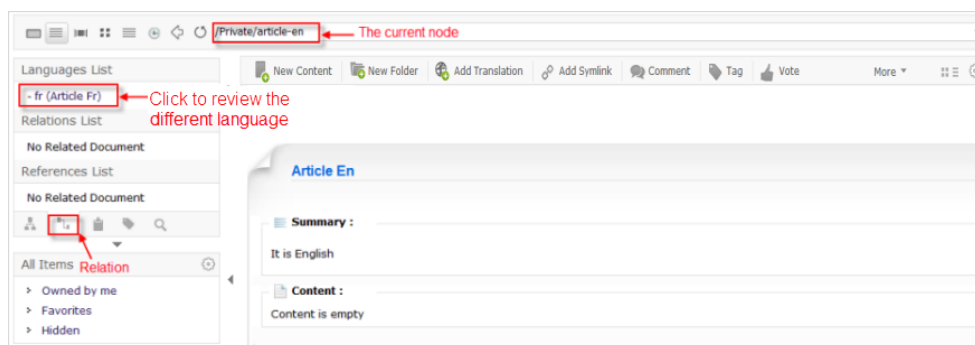 /Private/article-en
The current node
Languages List
New Content
New Folder
Add Translation
Add Symlink
Comment
Tag
Vote
More
- fr (Article Fr)
Click to review the
different language
Relations List
No Related Document
References List
No Related Document
Article En
Summary :
It is English
Content :
Content is empty
All Items
Relation
Owned by me
Favorites
Hidden